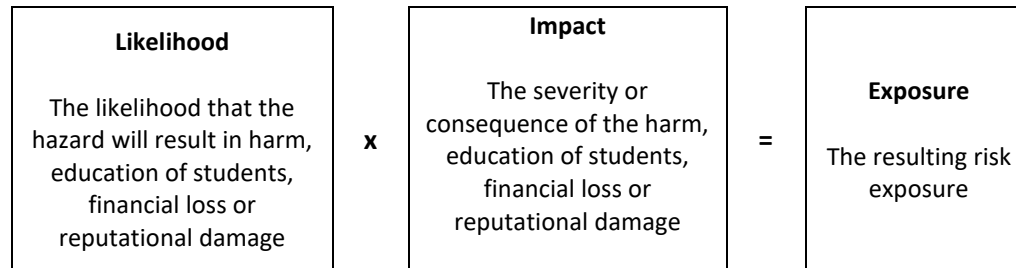 Likelihood
The likelihood that the
hazard will result in harm,
education of students,
financial loss or
reputational damage
x
Impact
The severity or
consequence of the harm,
education of students,
financial loss or
reputational damage
=
Exposure
The resulting risk
exposure